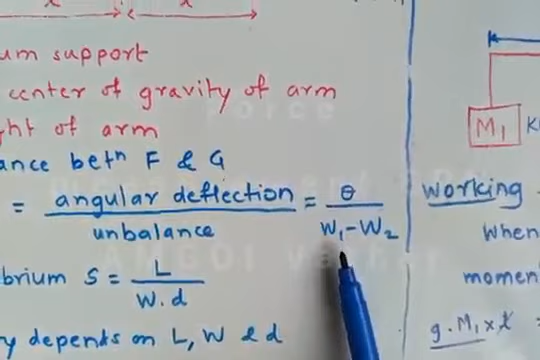 um support
center of gravity of arm
ght of arm
ance betn F & G
= angular deflection / unbalance = θ / W₁-W₂
brium S = L / W.d
y depends on L, W & d
M₁
working
When
momen
g.M₁ x l =